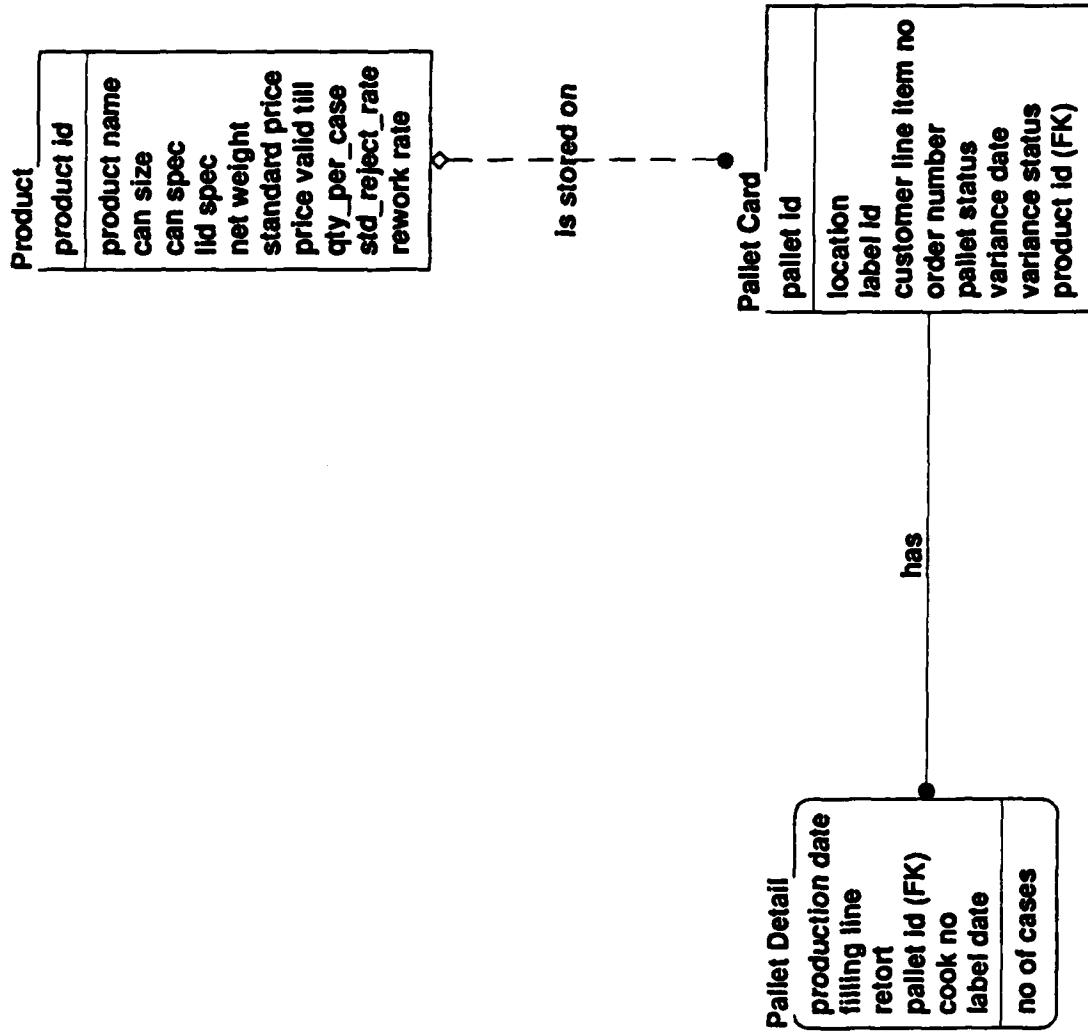 Product
product id
product name
can size
can spec
lid spec
net weight
standard price
price valid till
qty_per_case
std_reject_rate
rework rate
is stored on
Pallet Card
pallet id
location
label id
customer line item no
order number
pallet status
variance date
variance status
product id (FK)
has
Pallet Detail
production date
filling line
retort
pallet id (FK)
cook no
label date
no of cases